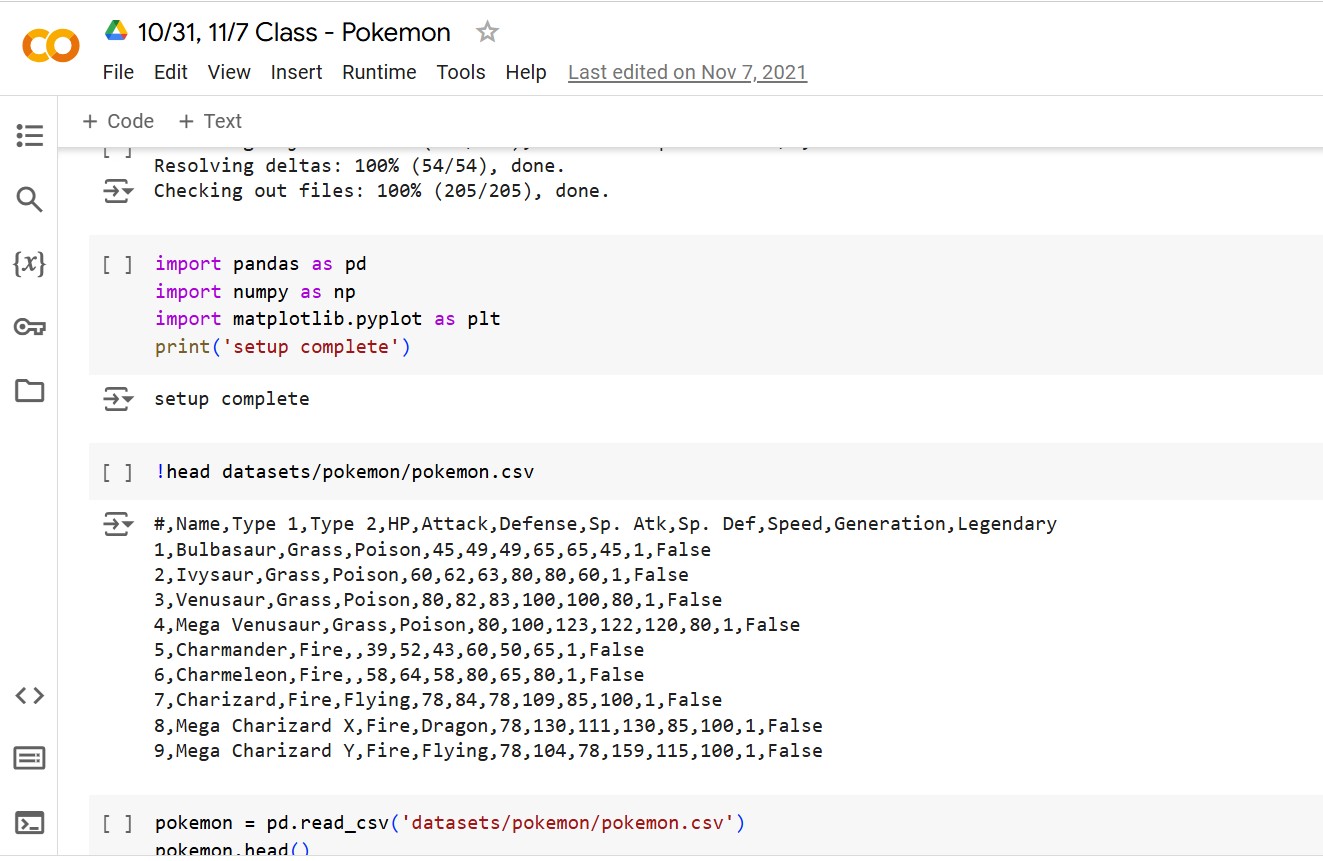 10/31, 11/7 Class - Pokemon
File Edit View Insert Runtime Tools Help Last edited on Nov 7, 2021
+ Code + Text
[ ]
Resolving deltas: 100% (54/54), done.
Checking out files: 100% (205/205), done.
{x}
[ ] import pandas as pd
import numpy as np
import matplotlib.pyplot as plt
print('setup complete')
setup complete
[ ] !head datasets/pokemon/pokemon.csv
#,Name,Type 1,Type 2,HP,Attack,Defense,Sp. Atk,Sp. Def,Speed,Generation,Legendary
1,Bulbasaur,Grass,Poison,45,49,49,65,65,45,1,False
2,Ivysaur,Grass,Poison,60,62,63,80,80,60,1,False
3,Venusaur,Grass,Poison,80,82,83,100,100,80,1,False
4,Mega Venusaur,Grass,Poison,80,100,123,122,120,80,1,False
5,Charmander,Fire,,39,52,43,60,50,65,1,False
6,Charmeleon,Fire,,58,64,58,80,65,80,1,False
7,Charizard,Fire,Flying,78,84,78,109,85,100,1,False
8,Mega Charizard X,Fire,Dragon,78,130,111,130,85,100,1,False
9,Mega Charizard Y,Fire,Flying,78,104,78,159,115,100,1,False
[ ] pokemon = pd.read_csv('datasets/pokemon/pokemon.csv')
pokemon.head()